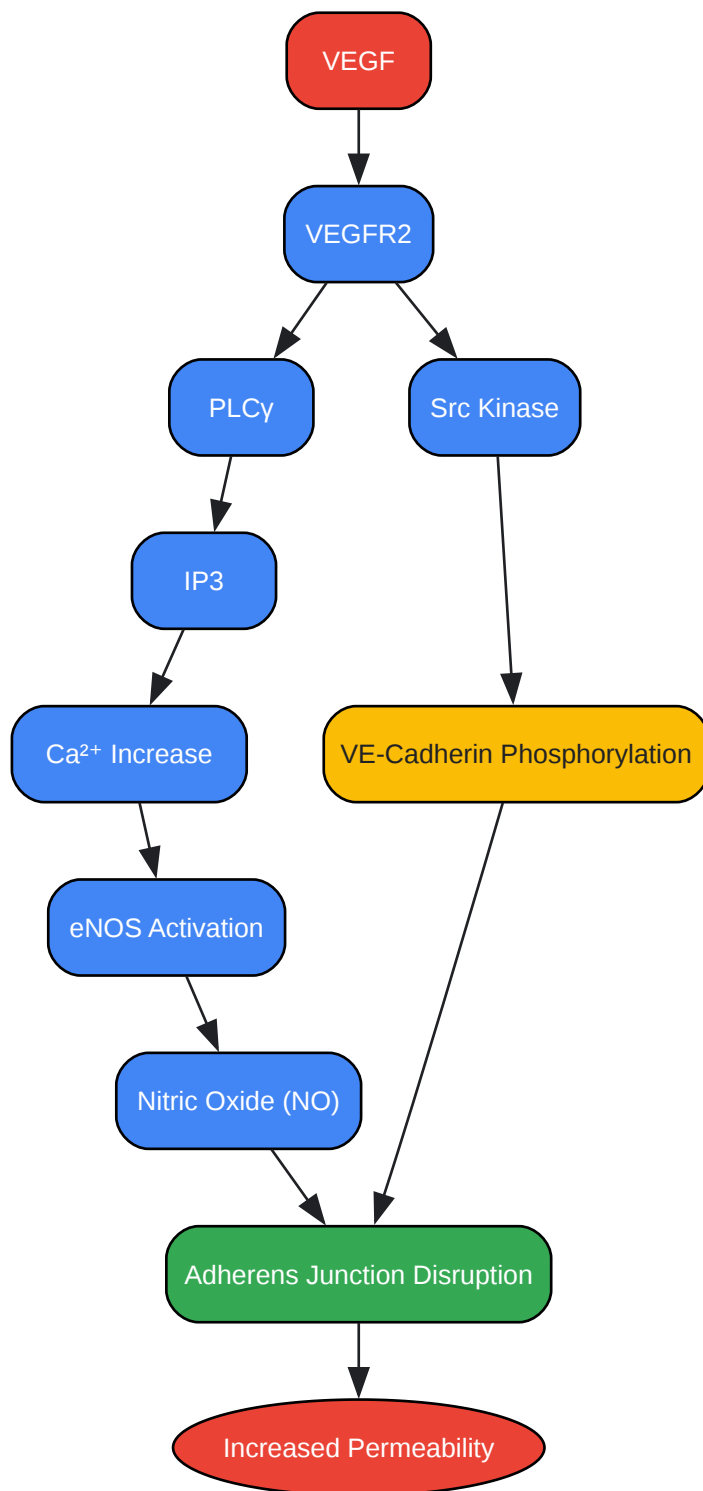 VEGF
VEGFR2
PLCγ
Src Kinase
IP3
Ca²⁺ Increase
VE-Cadherin Phosphorylation
eNOS Activation
Nitric Oxide (NO)
Adherens Junction Disruption
Increased Permeability